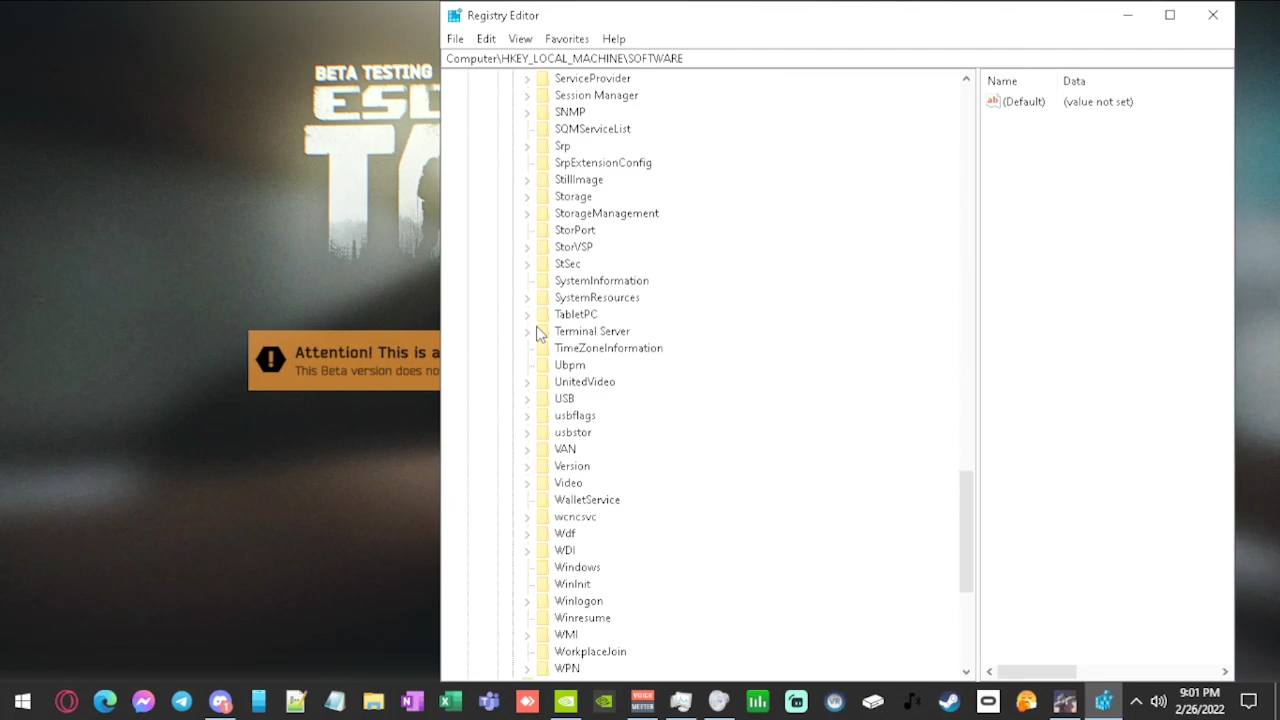 Registry Editor
File Edit View Favorites Help
Computer\HKEY_LOCAL_MACHINE\SOFTWARE
ServiceProvider
Session Manager
SNMP
SQMServiceList
Srp
SrpExtensionConfig
StillImage
Storage
StorageManagement
StorPort
StorVSP
StSec
SystemInformation
SystemResources
TabletPC
Terminal Server
TimeZoneInformation
Ubpm
UnitedVideo
USB
usbflags
usbstor
VAN
Version
Video
WalletService
wcncsvc
Wdf
WDI
Windows
WinInit
Winlogon
Winresume
WMI
WorkplaceJoin
WPN
Name Data
(Default) (value not set)
BETA TESTING
Attention! This is a
This Beta version does no
9:01 PM
2/26/2022